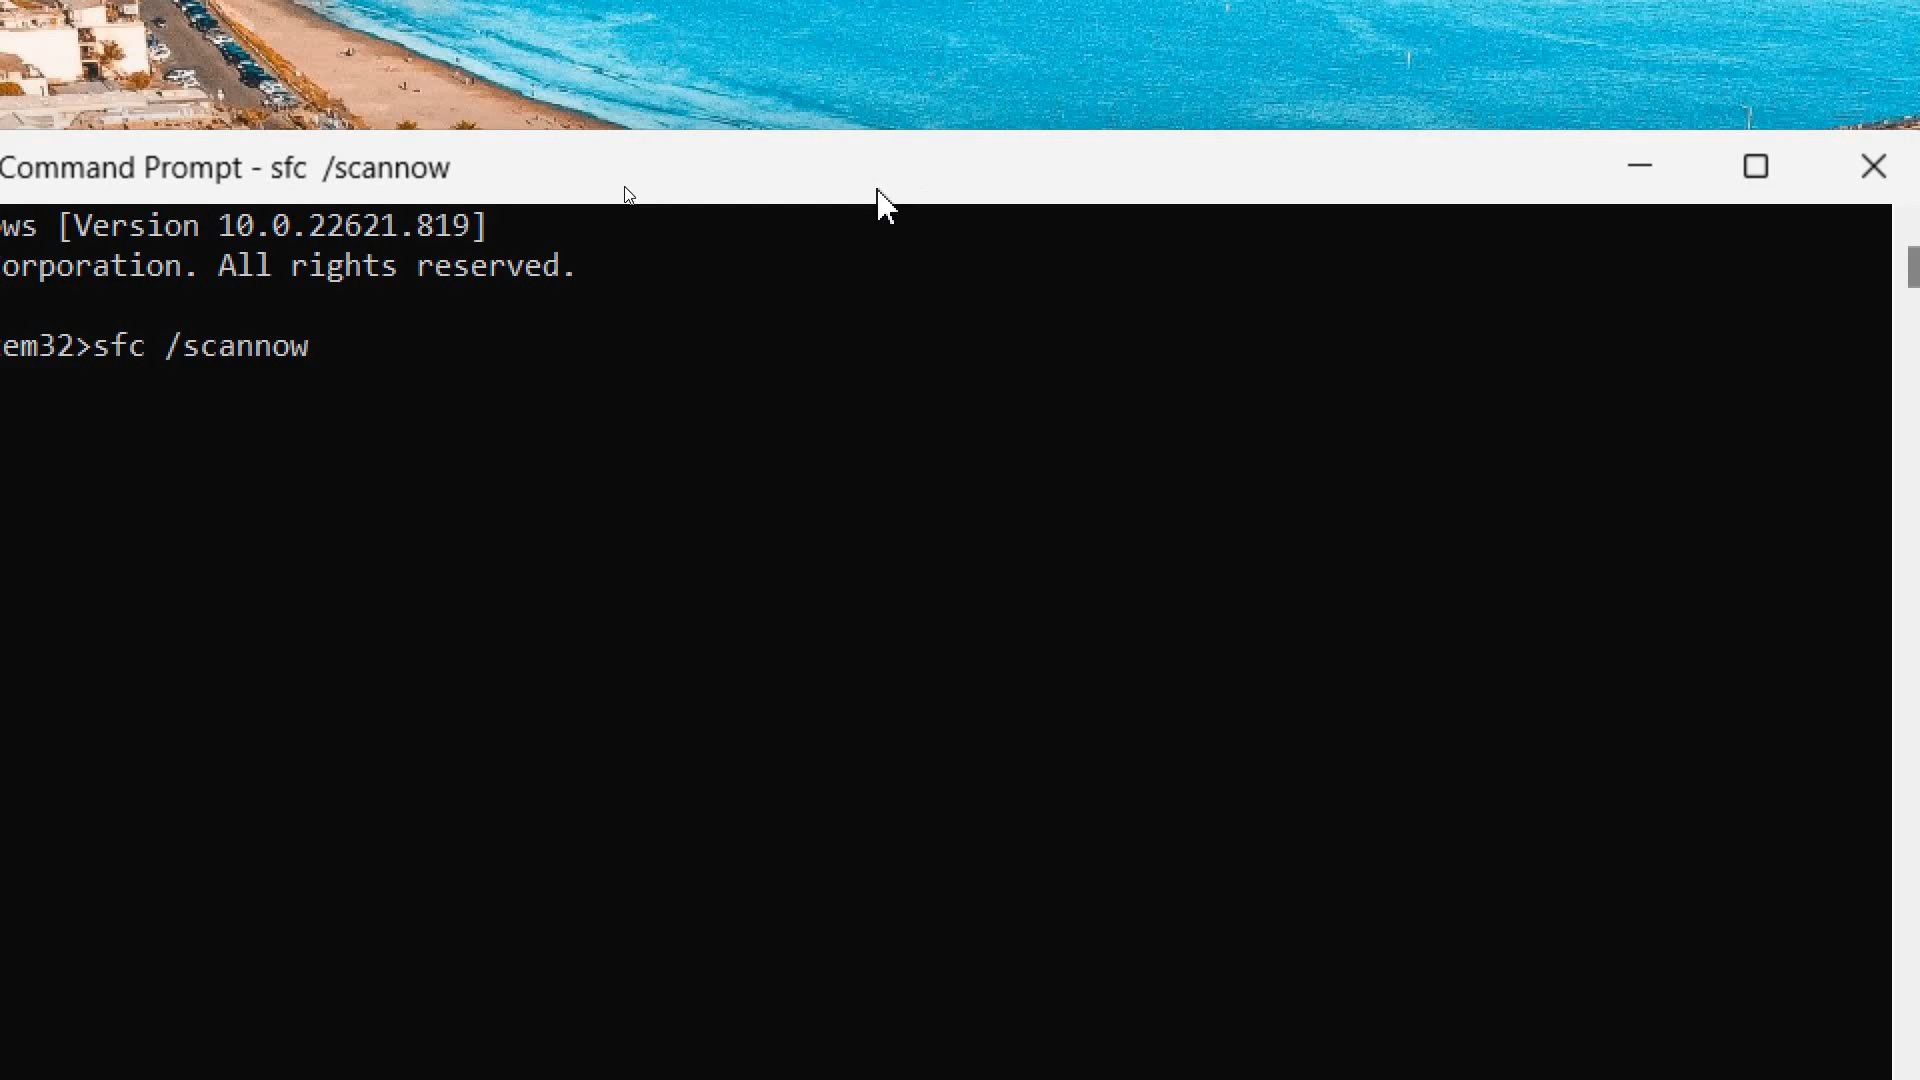 Command Prompt - sfc  /scannow
ws [Version 10.0.22621.819]
orporation. All rights reserved.
em32>sfc /scannow